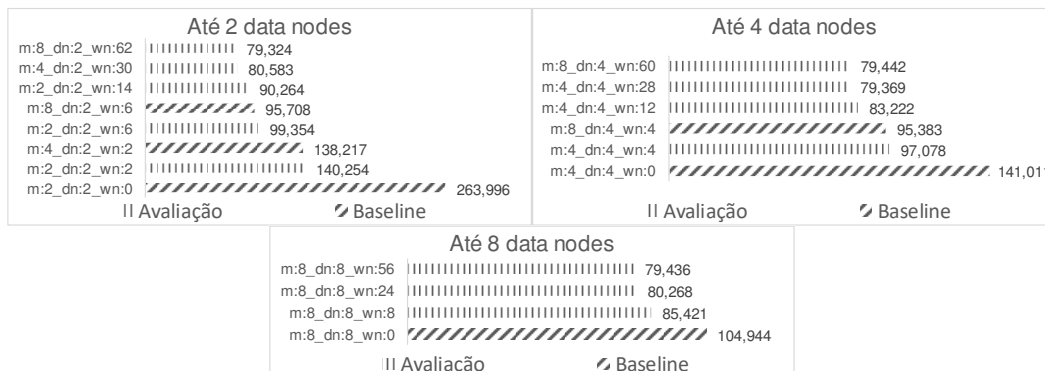 Até 2 data nodes
m:8_dn:2_wn:62 79,324
m:4_dn:2_wn:30 80,583
m:2_dn:2_wn:14 90,264
m:8_dn:2_wn:6 95,708
m:2_dn:2_wn:6 99,354
m:4_dn:2_wn:2 138,217
m:2_dn:2_wn:2 140,254
m:2_dn:2_wn:0 263,996
Avaliação Baseline
Até 4 data nodes
m:8_dn:4_wn:60 79,442
m:4_dn:4_wn:28 79,369
m:4_dn:4_wn:12 83,222
m:8_dn:4_wn:4 95,383
m:4_dn:4_wn:4 97,078
m:4_dn:4_wn:0 141,011
Avaliação Baseline
Até 8 data nodes
m:8_dn:8_wn:56 79,436
m:8_dn:8_wn:24 80,268
m:8_dn:8_wn:8 85,421
m:8_dn:8_wn:0 104,944
Avaliação Baseline